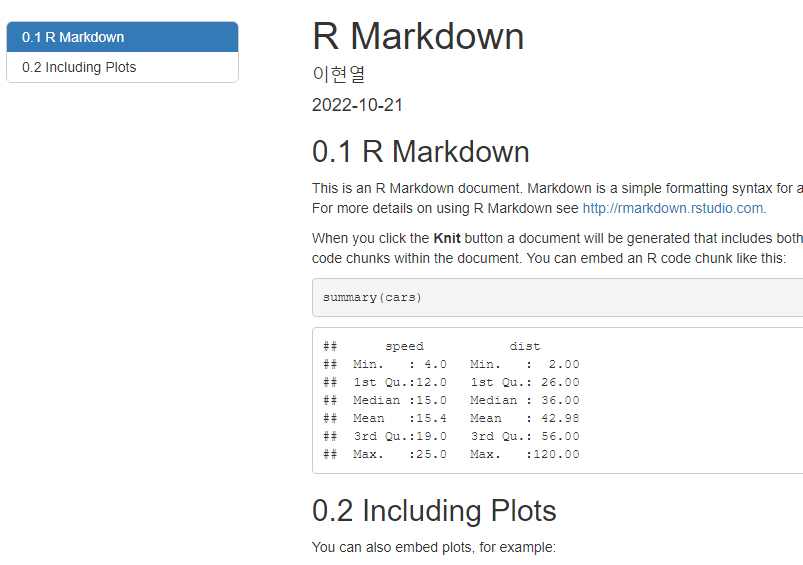 0.1 R Markdown
0.2 Including Plots
R Markdown
이현열
2022-10-21
0.1 R Markdown
This is an R Markdown document. Markdown is a simple formatting syntax for a
For more details on using R Markdown see http://rmarkdown.rstudio.com.
When you click the Knit button a document will be generated that includes both
code chunks within the document. You can embed an R code chunk like this:
summary(cars)
##      speed           dist
##  Min.   : 4.0   Min.   :  2.00
##  1st Qu.:12.0   1st Qu.: 26.00
##  Median :15.0   Median : 36.00
##  Mean   :15.4   Mean   : 42.98
##  3rd Qu.:19.0   3rd Qu.: 56.00
##  Max.   :25.0   Max.   :120.00
0.2 Including Plots
You can also embed plots, for example: